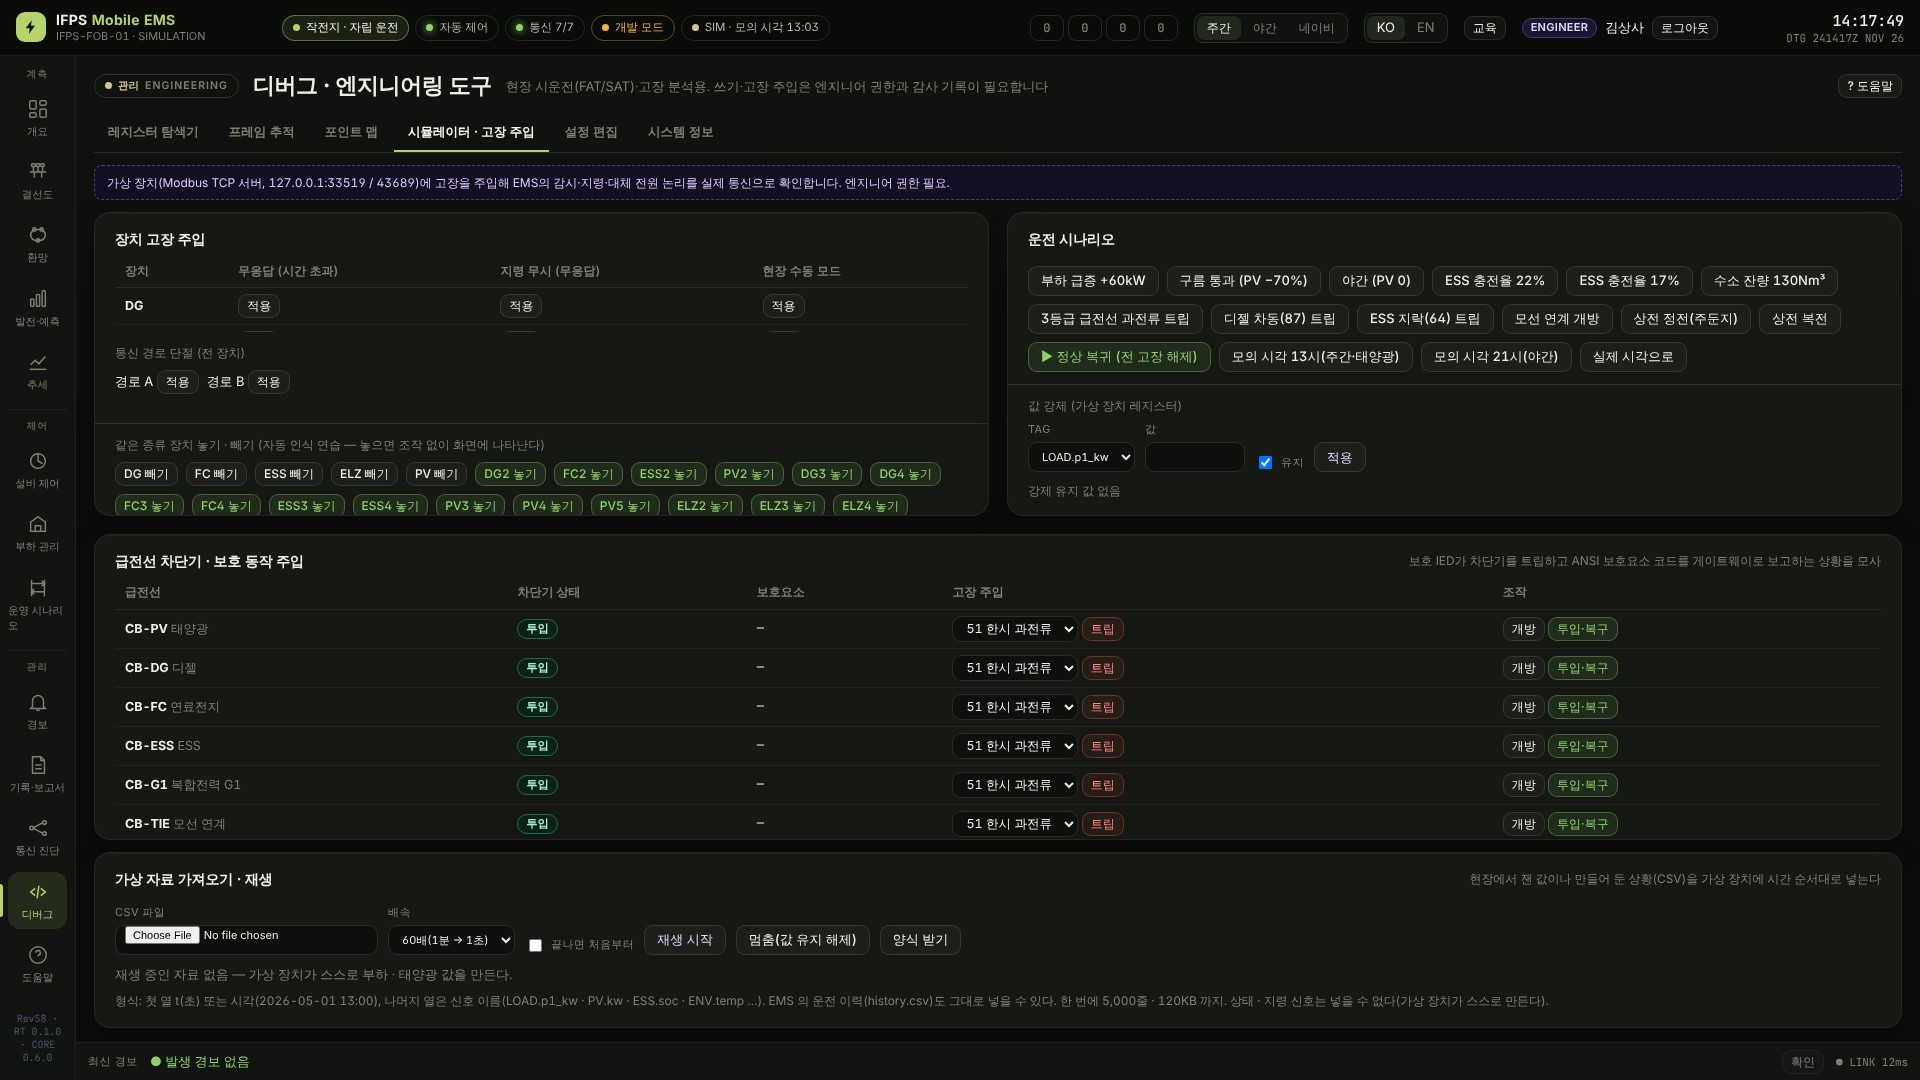 IFPS Mobile EMS
IFPS-FOB-01 · SIMULATION
작전지 · 자립 운전
자동 제어
통신 7/7
개발 모드
SIM · 모의 시각 13:03
0 0 0 0
주간 야간 네이비
KO EN
교육
ENGINEER 김상사 로그아웃
14:17:49
DTG 241417Z NOV 26
계측
개요
결선도
환망
발전·예측
추세
제어
설비 제어
부하 관리
운영 시나리
오
관리
경보
기록·보고서
통신 진단
디버그
도움말
RevS8 ·
RT 0.1.0
· CORE
0.6.0
관리 ENGINEERING
디버그 · 엔지니어링 도구
현장 시운전(FAT/SAT)·고장 분석용. 쓰기·고장 주입은 엔지니어 권한과 감사 기록이 필요합니다
? 도움말
레지스터 탐색기 프레임 추적 포인트 맵 시뮬레이터 · 고장 주입 설정 편집 시스템 정보
가상 장치(Modbus TCP 서버, 127.0.0.1:33519 / 43689)에 고장을 주입해 EMS의 감시·지령·대체 전원 논리를 실제 통신으로 확인합니다. 엔지니어 권한 필요.
장치 고장 주입
장치 무응답 (시간 초과) 지령 무시 (무응답) 현장 수동 모드
DG 적용 적용 적용
통신 경로 단절 (전 장치)
경로 A 적용 경로 B 적용
같은 종류 장치 놓기 · 빼기 (자동 인식 연습 — 놓으면 조작 없이 화면에 나타난다)
DG 빼기 FC 빼기 ESS 빼기 ELZ 빼기 PV 빼기 DG2 놓기 FC2 놓기 ESS2 놓기 PV2 놓기 DG3 놓기 DG4 놓기
FC3 놓기 FC4 놓기 ESS3 놓기 ESS4 놓기 PV3 놓기 PV4 놓기 PV5 놓기 ELZ2 놓기 ELZ3 놓기 ELZ4 놓기
운전 시나리오
부하 급증 +60kW 구름 통과 (PV −70%) 야간 (PV 0) ESS 충전율 22% ESS 충전율 17% 수소 잔량 130Nm³
3등급 급전선 과전류 트립 디젤 차동(87) 트립 ESS 지락(64) 트립 모선 연계 개방 상전 정전(주둔지) 상전 복전
▶ 정상 복귀 (전 고장 해제) 모의 시각 13시(주간·태양광) 모의 시각 21시(야간) 실제 시각으로
값 강제 (가상 장치 레지스터)
TAG 값
LOAD.p1_kw 유지 적용
강제 유지 값 없음
급전선 차단기 · 보호 동작 주입
보호 IED가 차단기를 트립하고 ANSI 보호요소 코드를 게이트웨이로 보고하는 상황을 모사
급전선 차단기 상태 보호요소 고장 주입 조작
CB-PV 태양광 투입 — 51 한시 과전류 트립 개방 투입·복구
CB-DG 디젤 투입 — 51 한시 과전류 트립 개방 투입·복구
CB-FC 연료전지 투입 — 51 한시 과전류 트립 개방 투입·복구
CB-ESS ESS 투입 — 51 한시 과전류 트립 개방 투입·복구
CB-G1 복합전력 G1 투입 — 51 한시 과전류 트립 개방 투입·복구
CB-TIE 모선 연계 투입 — 51 한시 과전류 트립 개방 투입·복구
가상 자료 가져오기 · 재생
현장에서 잰 값이나 만들어 둔 상황(CSV)을 가상 장치에 시간 순서대로 넣는다
CSV 파일 배속
Choose File No file chosen 60배(1분 → 1초) 끝나면 처음부터 재생 시작 멈춤(값 유지 해제) 양식 받기
재생 중인 자료 없음 — 가상 장치가 스스로 부하 · 태양광 값을 만든다.
형식: 첫 열 t(초) 또는 시각(2026-05-01 13:00), 나머지 열은 신호 이름(LOAD.p1_kw · PV.kw · ESS.soc · ENV.temp …). EMS 의 운전 이력(history.csv)도 그대로 넣을 수 있다. 한 번에 5,000줄 · 120KB 까지. 상태 · 지령 신호는 넣을 수 없다(가상 장치가 스스로 만든다).
최신 경보 발생 경보 없음
확인 LINK 12ms